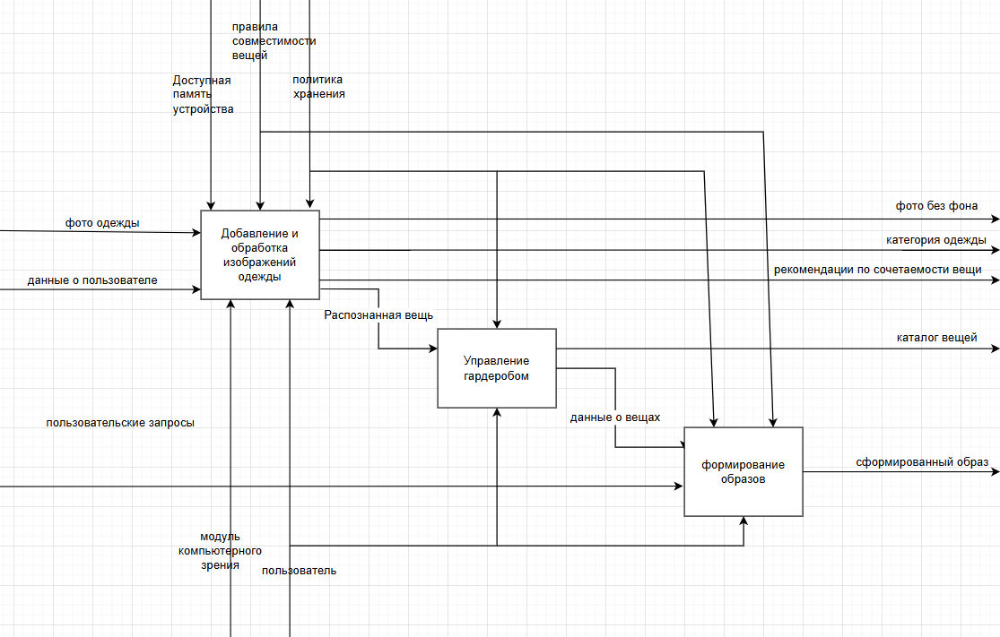 правила
совместимости
вещей
Доступная
память
устройства
политика
хранения
фото одежды
Добавление и
обработка
изображений
одежды
фото без фона
категория одежды
рекомендации по сочетаемости вещи
данные о пользователе
Распознанная вещь
каталог вещей
Управление
гардеробом
пользовательские запросы
данные о вещах
формирование
образов
сформированный образ
модуль
компьютерного
зрения
пользователь